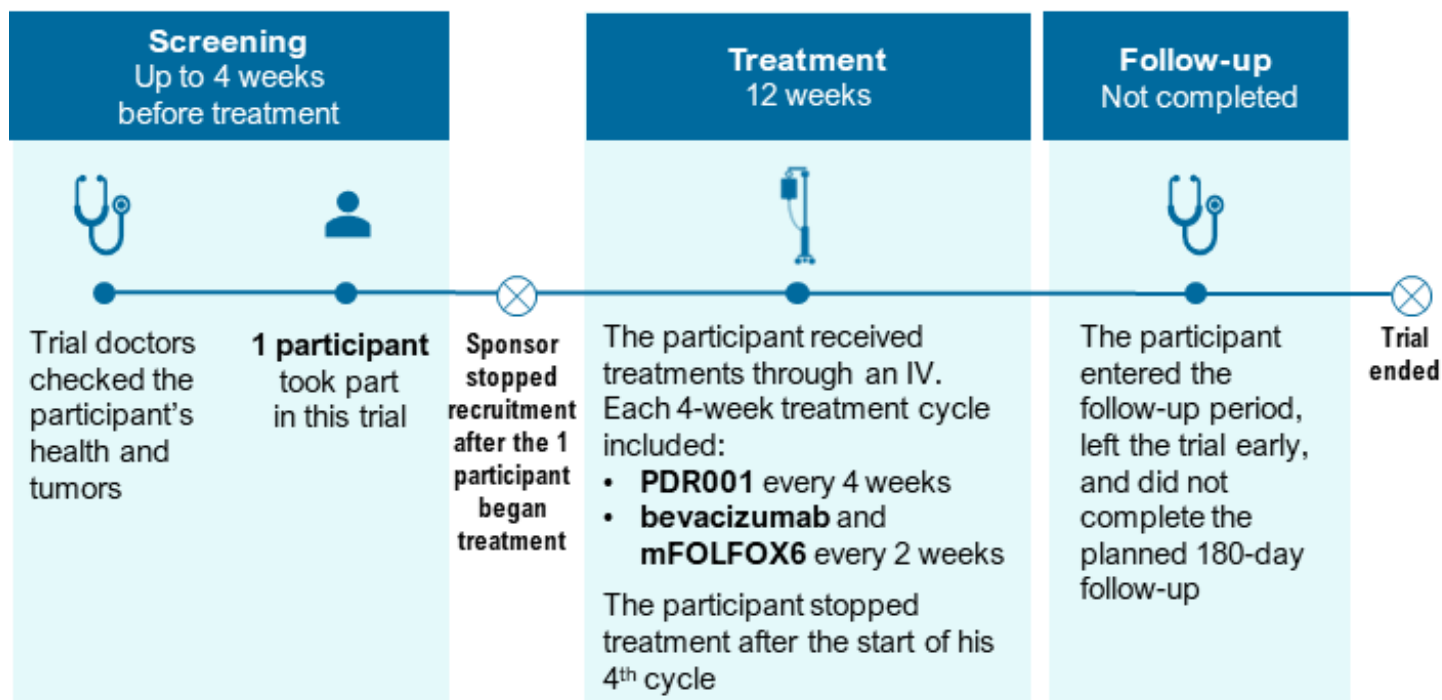 Screening
Up to 4 weeks
before treatment
Trial doctors
checked the
participant’s
health and
tumors
1 participant
took part
in this trial
Sponsor
stopped
recruitment
after the 1
participant
began
treatment
Treatment
12 weeks
The participant received
treatments through an IV.
Each 4-week treatment cycle
included:
• PDR001 every 4 weeks
• bevacizumab and
mFOLFOX6 every 2 weeks
The participant stopped
treatment after the start of his
4th cycle
Follow-up
Not completed
The participant
entered the
follow-up period,
left the trial early,
and did not
complete the
planned 180-day
follow-up
Trial
ended